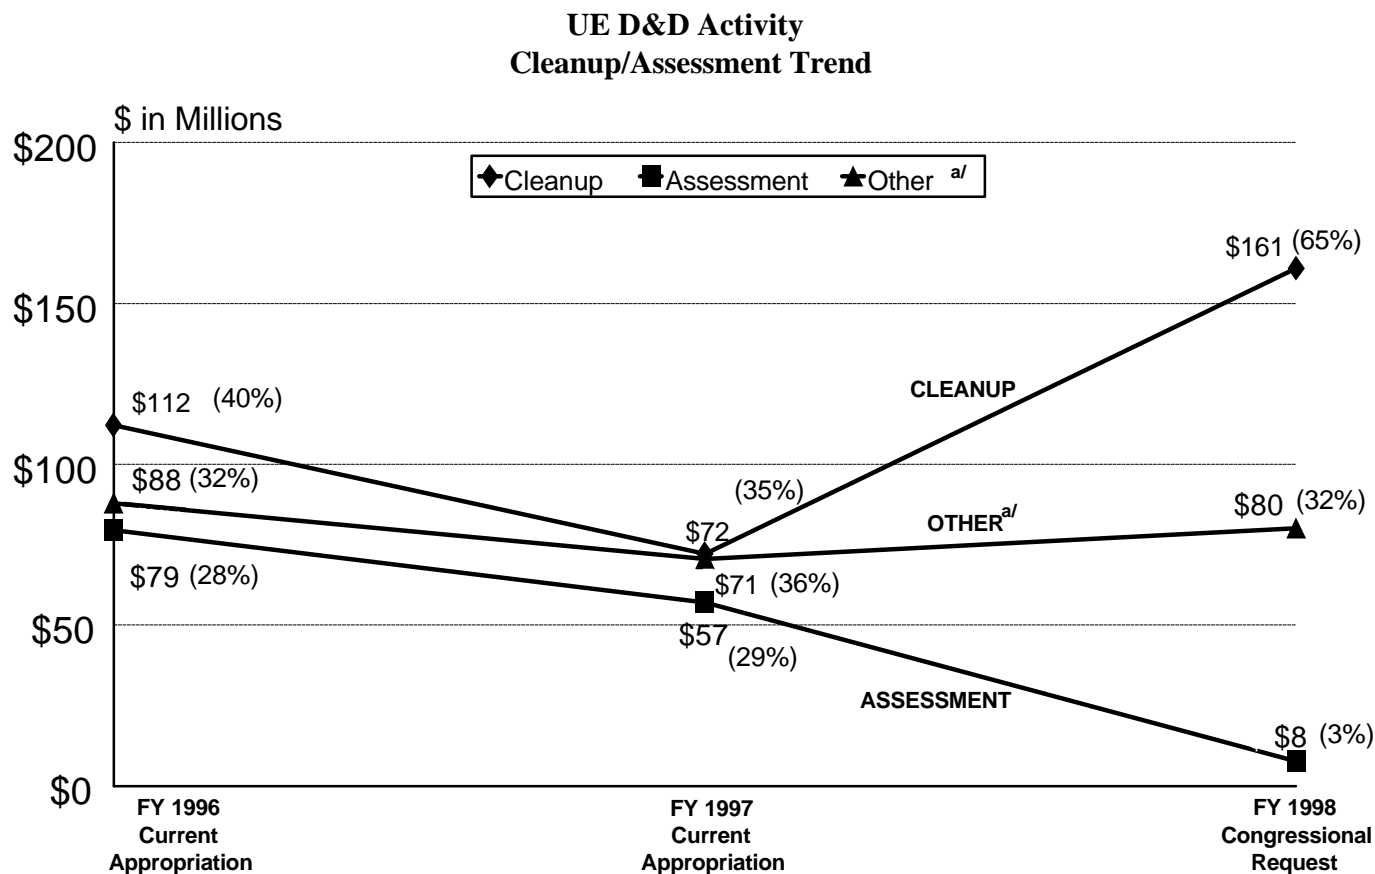 UE D&D Activity
Cleanup/Assessment Trend
$ in Millions
$200
Cleanup Assessment Other a/
$161 (65%)
$150
CLEANUP
$112 (40%)
$100
$88 (32%)
(35%)
$80 (32%)
OTHER a/
$72
$79 (28%)
$71 (36%)
$50
$57
(29%)
ASSESSMENT
$8 (3%)
$0
FY 1996
Current
Appropriation
FY 1997
Current
Appropriation
FY 1998
Congressional
Request